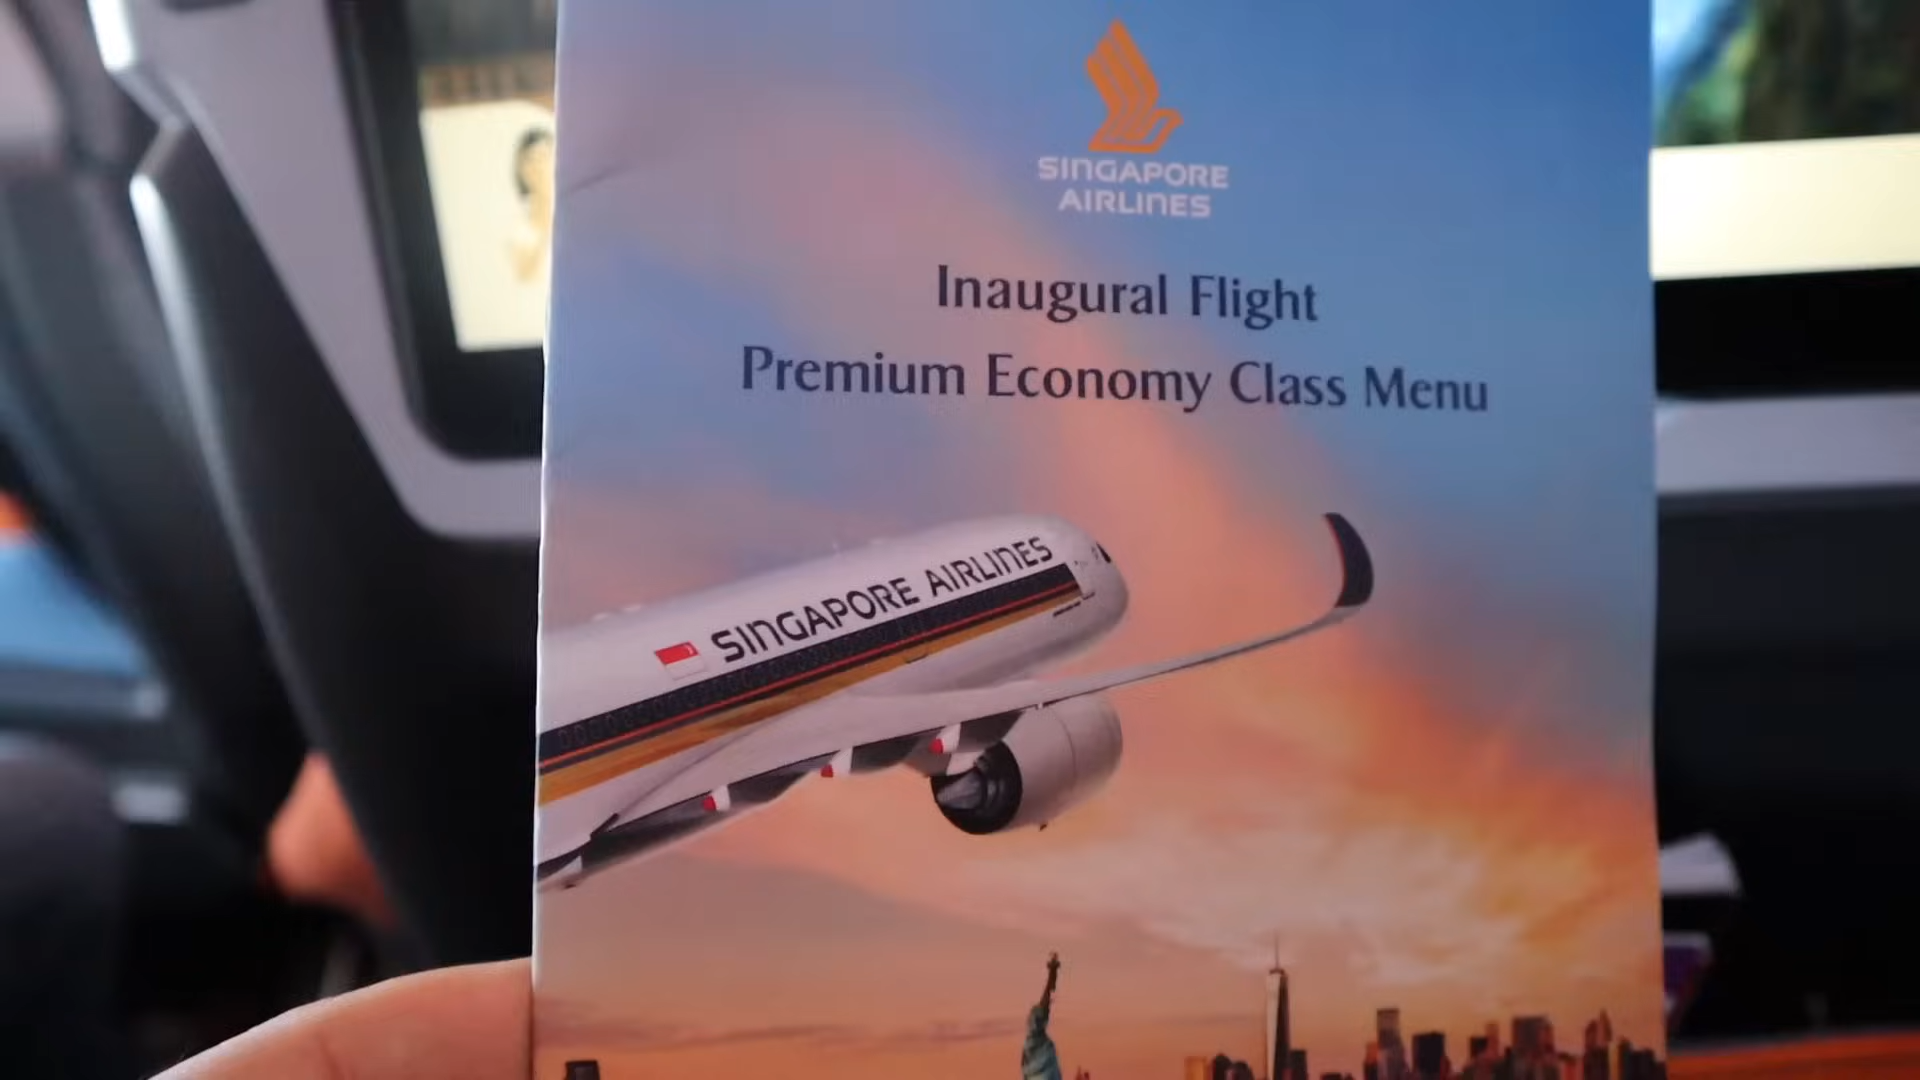 SINGAPORE
AIRLINES
Inaugural Flight
Premium Economy Class Menu
SINGAPORE AIRLINES